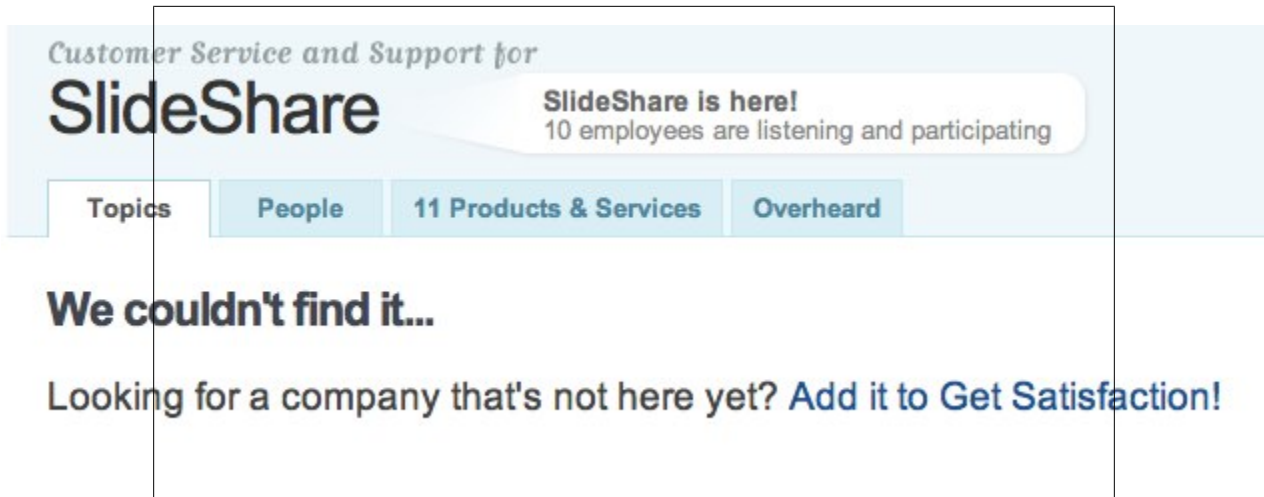 Customer Service and Support for
SlideShare
SlideShare is here!
10 employees are listening and participating
Topics People 11 Products & Services Overheard
We couldn't find it...
Looking for a company that's not here yet? Add it to Get Satisfaction!